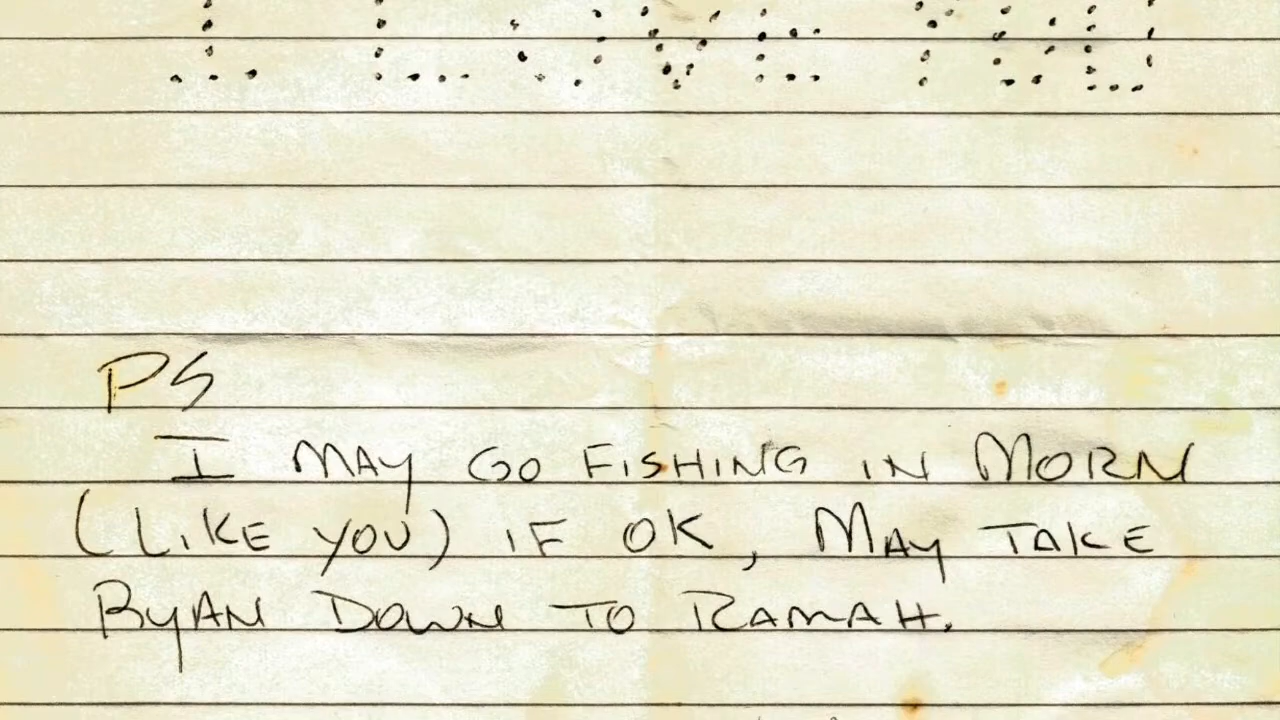 I LOVE YOU
PS
I MAY GO FISHING IN MORN
(LIKE YOU) IF OK, MAY TAKE
RYAN DOWN TO RAMAH.